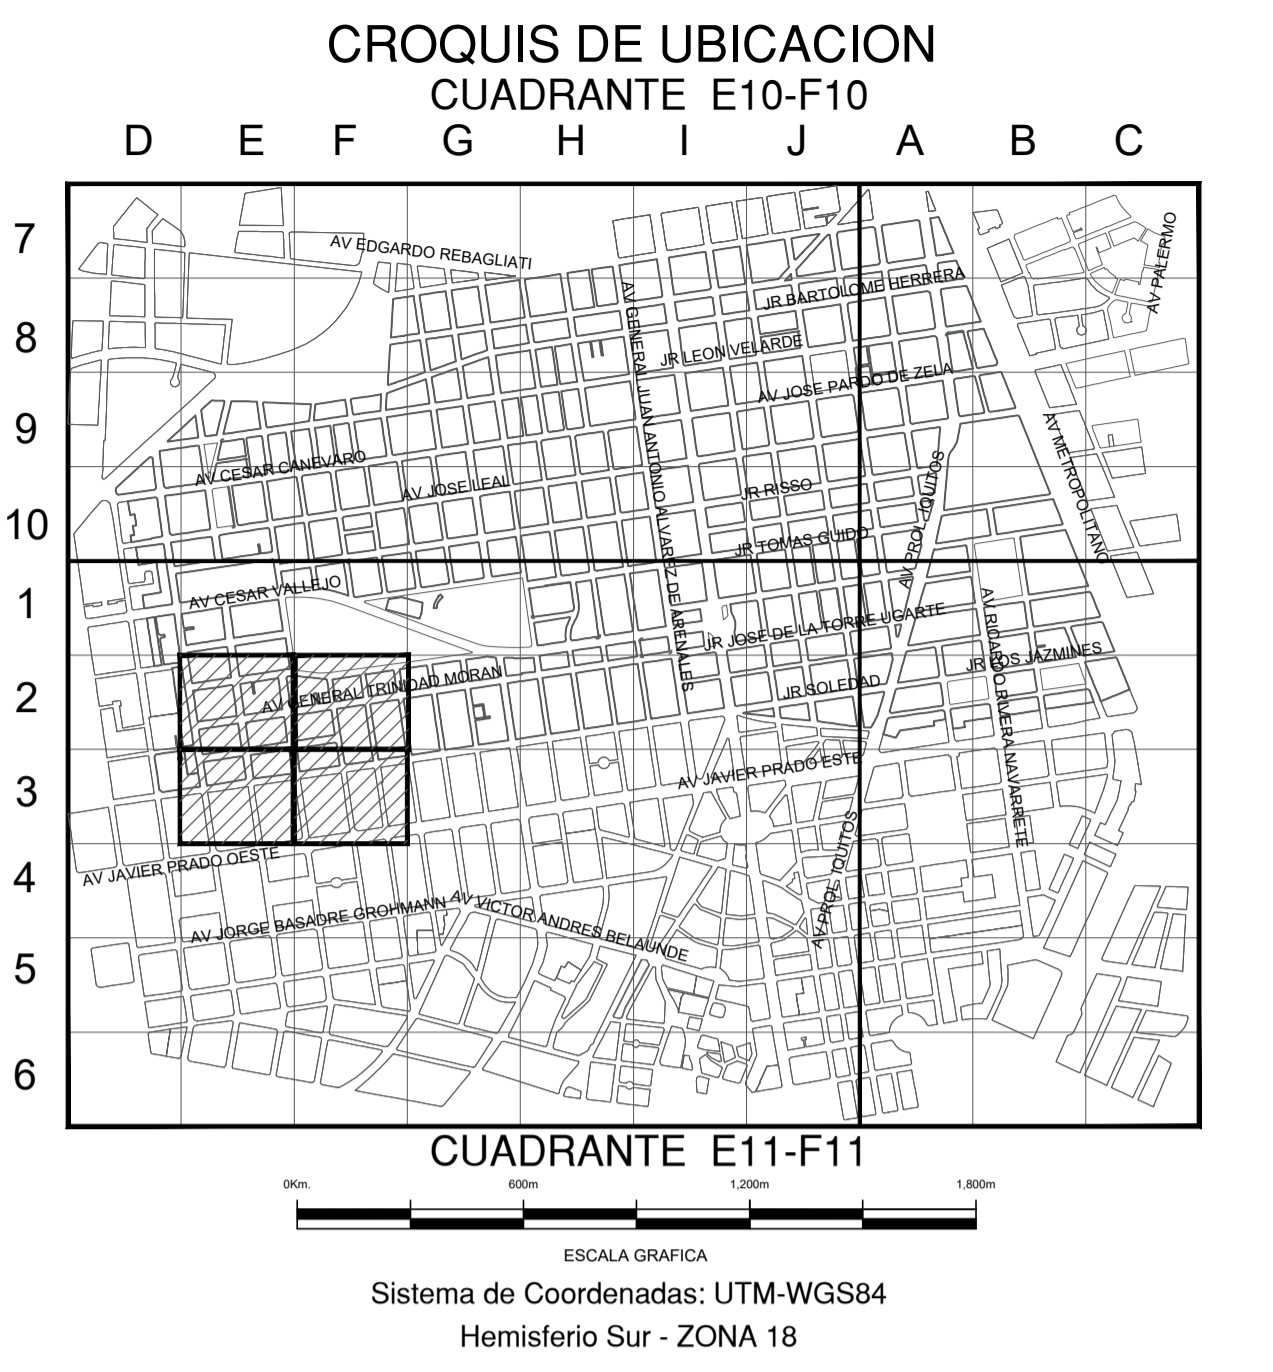 CROQUIS DE UBICACION
CUADRANTE E10-F10
D E F G H I J A B C
7
8
9
10
1
2
3
4
5
6
AV EDGARDO REBAGLIATI
AV PALERMO
JR BARTOLOME HERRERA
AV GENERAL JUAN ANTONIO ALVAREZ DE ARENALES
JR LEON VELARDE
AV JOSE PARDO DE ZELA
AV METROPOLITANO
AV CESAR CANEVARO
AV JOSE LEAL
JR RISSO
AV PROL IQUITOS
JR TOMAS GUIDO
AV CESAR VALLEJO
AV RICARDO RIVERA NAVARRETE
JR JOSE DE LA TORRE UGARTE
JR LOS JAZMINES
AV GENERAL TRINIDAD MORAN
JR SOLEDAD
AV JAVIER PRADO ESTE
AV PROL IQUITOS
AV JAVIER PRADO OESTE
AV JORGE BASADRE GROHMANN
AV VICTOR ANDRES BELAUNDE
CUADRANTE E11-F11
0Km. 600m 1,200m 1,800m
ESCALA GRAFICA
Sistema de Coordenadas: UTM-WGS84
Hemisferio Sur - ZONA 18